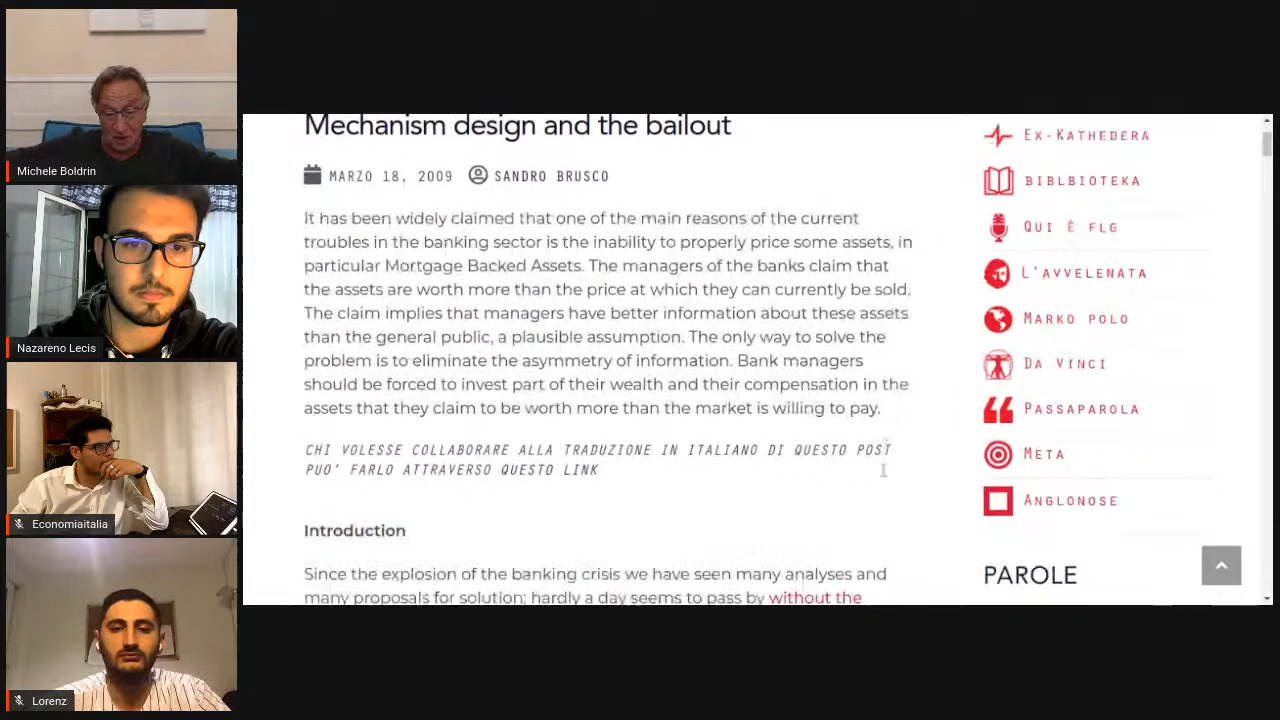 Michele Boldrin
Nazareno Lecis
Economiaitalia
Lorenz
Mechanism design and the bailout
MARZO 18, 2009 SANDRO BRUSCO
It has been widely claimed that one of the main reasons of the current
troubles in the banking sector is the inability to properly price some assets, in
particular Mortgage Backed Assets. The managers of the banks claim that
the assets are worth more than the price at which they can currently be sold.
The claim implies that managers have better information about these assets
than the general public, a plausible assumption. The only way to solve the
problem is to eliminate the asymmetry of information. Bank managers
should be forced to invest part of their wealth and their compensation in the
assets that they claim to be worth more than the market is willing to pay.
CHI VOLESSE COLLABORARE ALLA TRADUZIONE IN ITALIANO DI QUESTO POST
PUO' FARLO ATTRAVERSO QUESTO LINK
Introduction
Since the explosion of the banking crisis we have seen many analyses and
many proposals for solution; hardly a day seems to pass by without the
EX-KATHEDERA
BIBLBIOTEKA
QUI È FLG
L'AVVELENATA
MARKO POLO
DA VINCI
PASSAPAROLA
META
ANGLONOSE
PAROLE